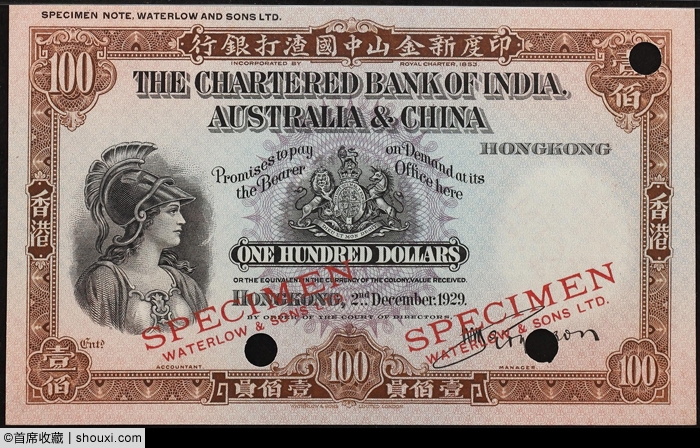 SPECIMEN NOTE, WATERLOW AND SONS LTD.
行銀打渣國中山金新度印
INCORPORATED BY ROYAL CHARTER, 1853.
100
壹佰
THE CHARTERED BANK OF INDIA,
AUSTRALIA & CHINA
HONGKONG
Promises to pay on Demand at its
the Bearer Office here
香港
香港
ONE HUNDRED DOLLARS
OR THE EQUIVALENT IN THE CURRENCY OF THE COLONY, VALUE RECEIVED.
HONGKONG, 2nd December, 1929.
BY ORDER OF THE COURT OF DIRECTORS,
SPECIMEN
WATERLOW & SONS
SPECIMEN
WATERLOW & SONS LTD.
Entd
ACCOUNTANT.
MANAGER.
壹佰
員佰壹
100
員佰壹
100
WATERLOW & SONS LIMITED, LONDON
©首席收藏 | shouxi.com